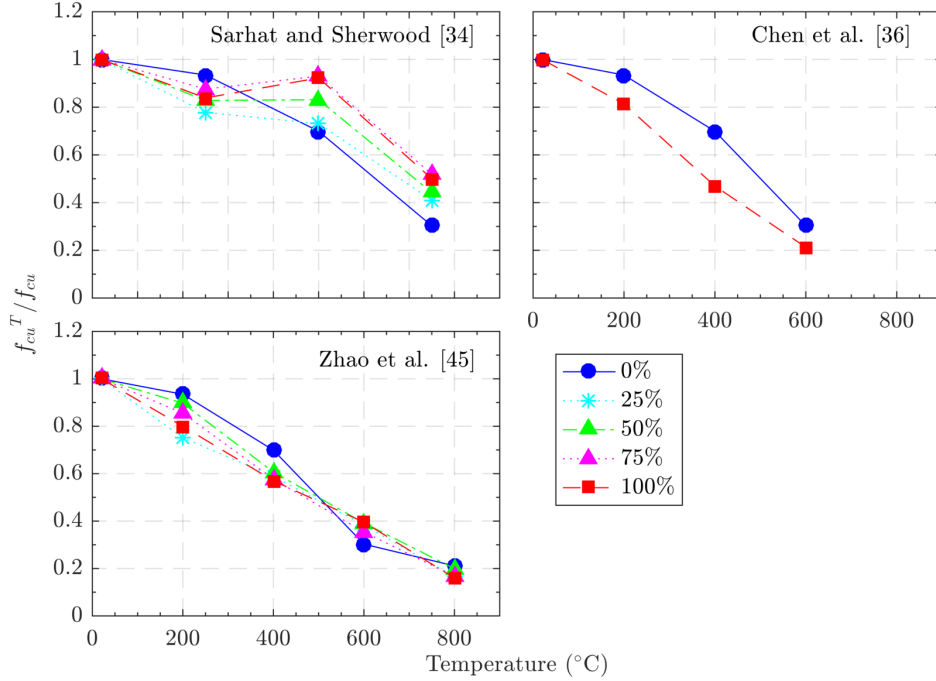 1.2
1
0.8
0.6
0.4
0.2
0
Sarhat and Sherwood [34]
Chen et al. [36]
0 200 400 600 800
f_cu^T / f_cu
1.2
1
0.8
0.6
0.4
0.2
0
Zhao et al. [45]
0 200 400 600 800
Temperature (°C)
0%
25%
50%
75%
100%